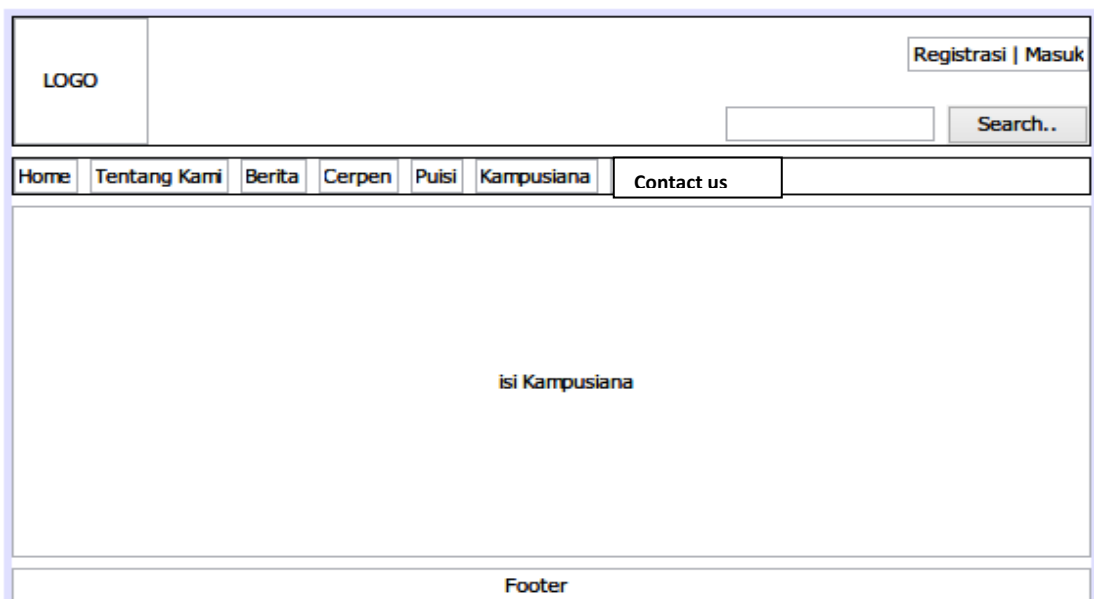 Registrasi | Masuk
LOGO
Search..
Home Tentang Kami Berita Cerpen Puisi Kampusiana Contact us
isi Kampusiana
Footer